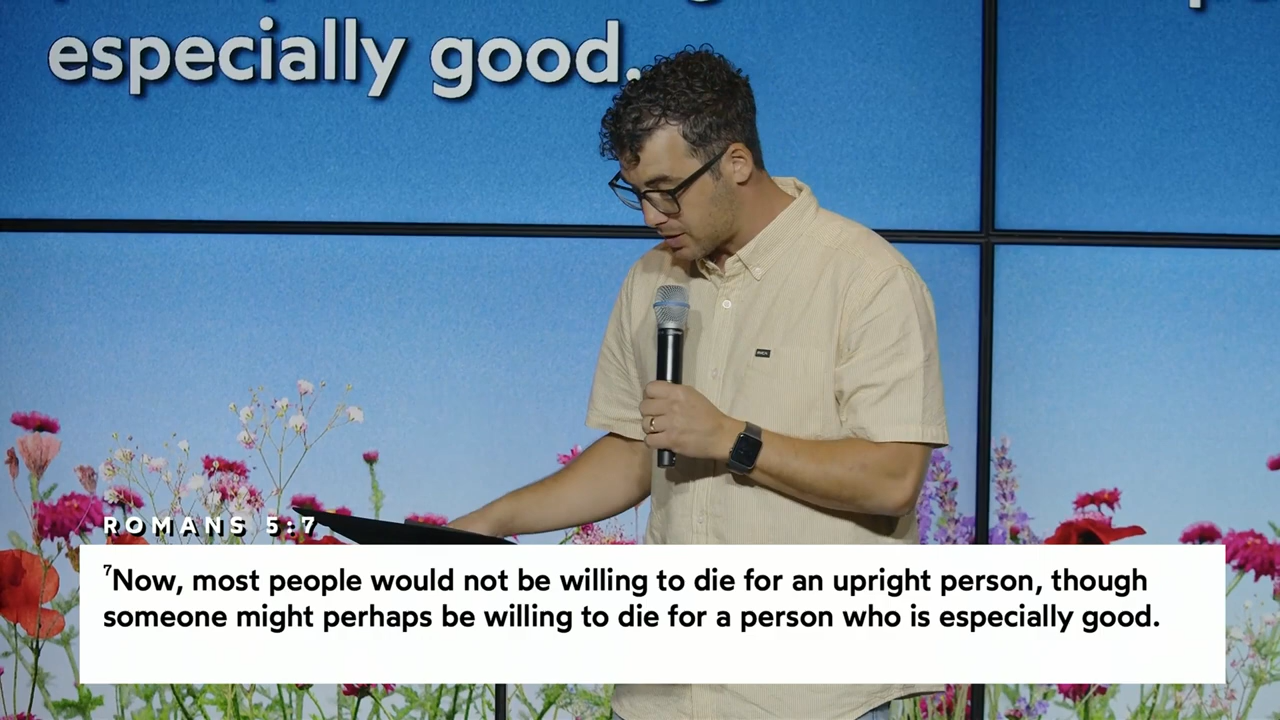 especially good.
ROMANS 5:7
⁷Now, most people would not be willing to die for an upright person, though
someone might perhaps be willing to die for a person who is especially good.